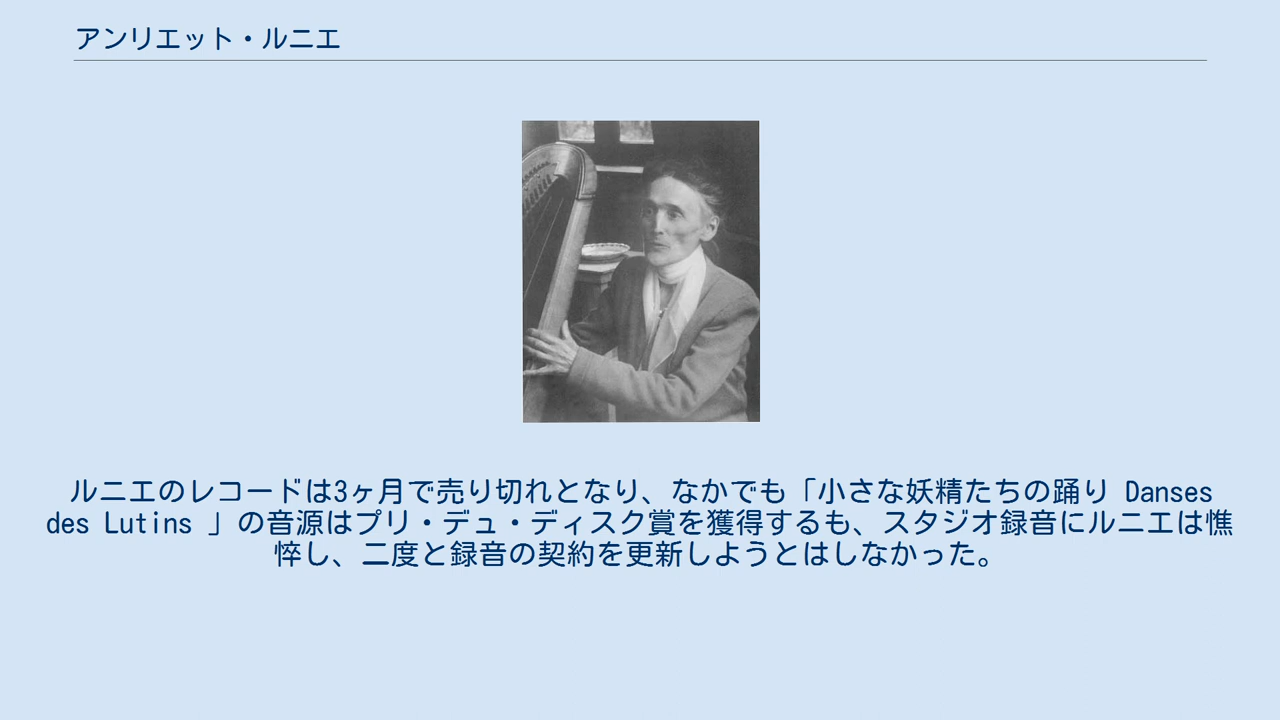 アンリエット・ルニエ
ルニエのレコードは3ヶ月で売り切れとなり、なかでも「小さな妖精たちの踊り Danses
des Lutins 」の音源はプリ・デュ・ディスク賞を獲得するも、スタジオ録音にルニエは憔
悴し、二度と録音の契約を更新しようとはしなかった。